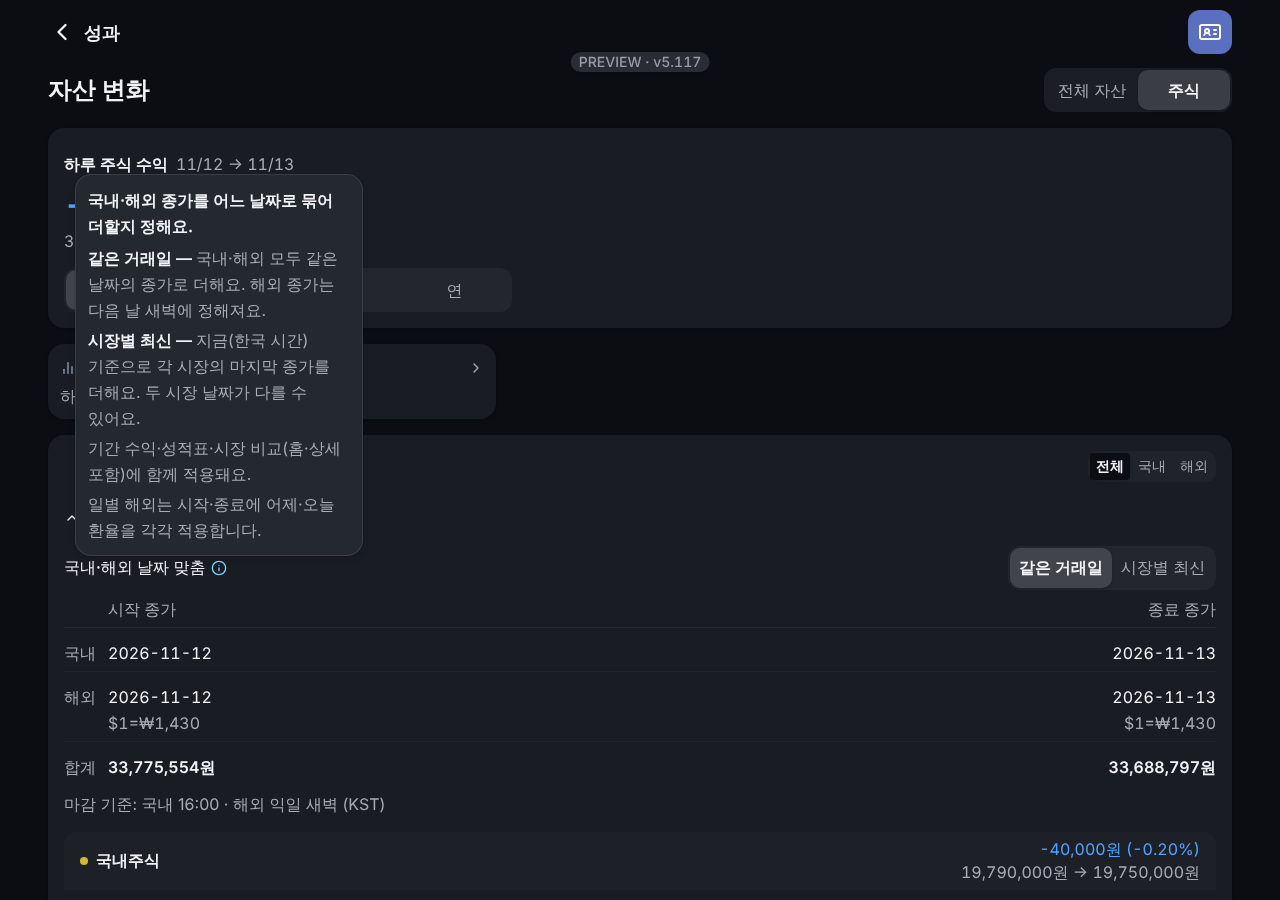 성과
PREVIEW · v5.117
자산 변화
전체 자산 주식
하루 주식 수익 11/12 → 11/13
국내·해외 종가를 어느 날짜로 묶어
더할지 정해요.
같은 거래일 — 국내·해외 모두 같은
날짜의 종가로 더해요. 해외 종가는
다음 날 새벽에 정해져요.
연
시장별 최신 — 지금(한국 시간)
기준으로 각 시장의 마지막 종가를
더해요. 두 시장 날짜가 다를 수
있어요.
기간 수익·성적표·시장 비교(홈·상세
포함)에 함께 적용돼요.
일별 해외는 시작·종료에 어제·오늘
환율을 각각 적용합니다.
전체 국내 해외
국내·해외 날짜 맞춤
같은 거래일 시장별 최신
시작 종가 종료 종가
국내 2026-11-12 2026-11-13
해외 2026-11-12 2026-11-13
$1=₩1,430 $1=₩1,430
합계 33,775,554원 33,688,797원
마감 기준: 국내 16:00 · 해외 익일 새벽 (KST)
국내주식 -40,000원 (-0.20%)
19,790,000원 → 19,750,000원